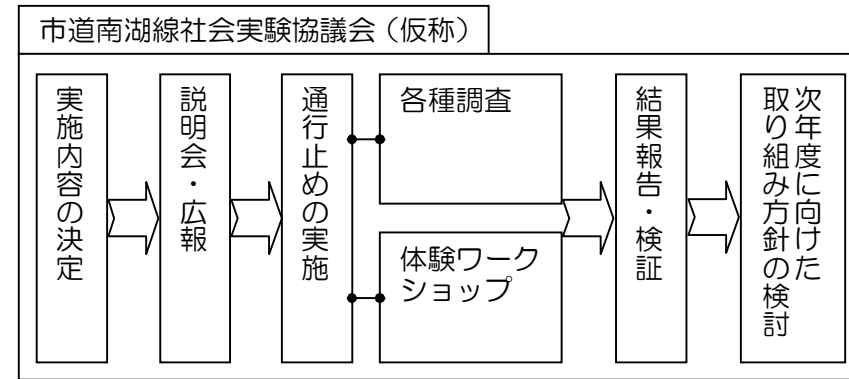 市道南湖線社会実験協議会（仮称）
実施内容の決定
説明会・広報
通行止めの実施
各種調査
体験ワーク
ショップ
結果報告・検証
次年度に向けた
取り組み方針の検討